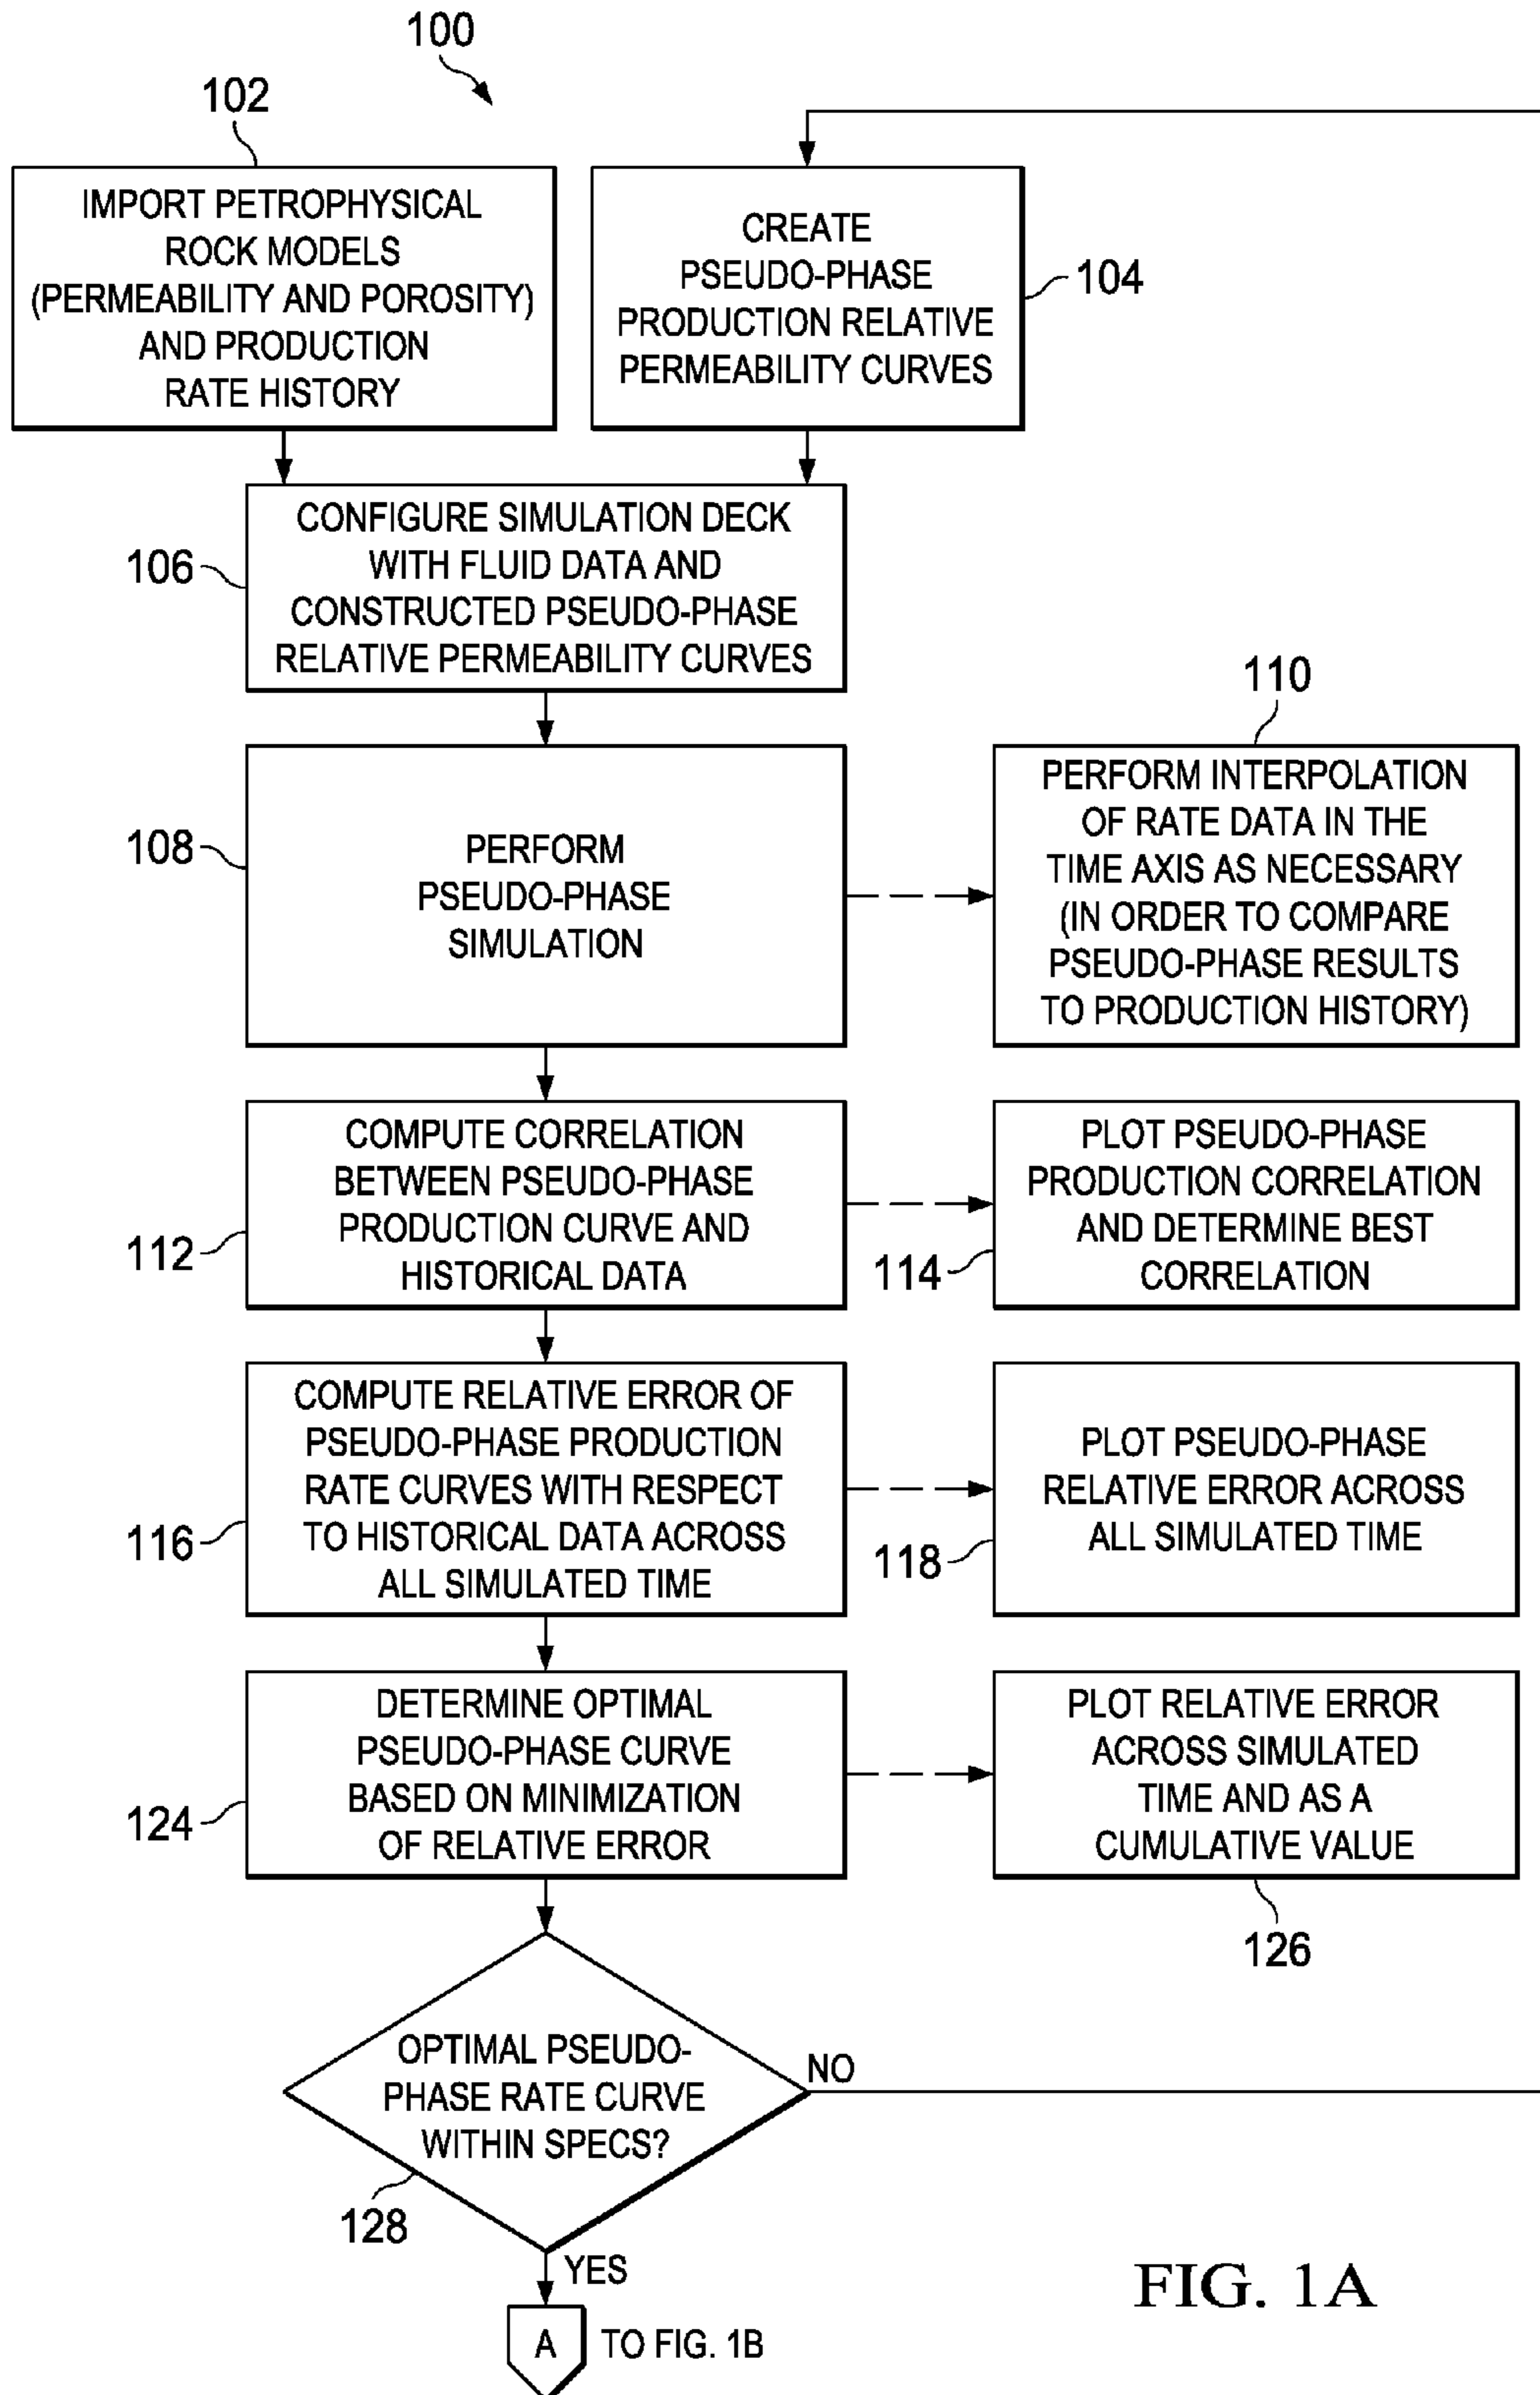 100
102
IMPORT PETROPHYSICAL
ROCK MODELS
(PERMEABILITY AND POROSITY)
AND PRODUCTION
RATE HISTORY
CREATE
PSEUDO-PHASE
PRODUCTION RELATIVE
PERMEABILITY CURVES
104
106
CONFIGURE SIMULATION DECK
WITH FLUID DATA AND
CONSTRUCTED PSEUDO-PHASE
RELATIVE PERMEABILITY CURVES
108
PERFORM
PSEUDO-PHASE
SIMULATION
110
PERFORM INTERPOLATION
OF RATE DATA IN THE
TIME AXIS AS NECESSARY
(IN ORDER TO COMPARE
PSEUDO-PHASE RESULTS
TO PRODUCTION HISTORY)
112
COMPUTE CORRELATION
BETWEEN PSEUDO-PHASE
PRODUCTION CURVE AND
HISTORICAL DATA
114
PLOT PSEUDO-PHASE
PRODUCTION CORRELATION
AND DETERMINE BEST
CORRELATION
116
COMPUTE RELATIVE ERROR OF
PSEUDO-PHASE PRODUCTION
RATE CURVES WITH RESPECT
TO HISTORICAL DATA ACROSS
ALL SIMULATED TIME
118
PLOT PSEUDO-PHASE
RELATIVE ERROR ACROSS
ALL SIMULATED TIME
124
DETERMINE OPTIMAL
PSEUDO-PHASE CURVE
BASED ON MINIMIZATION
OF RELATIVE ERROR
PLOT RELATIVE ERROR
ACROSS SIMULATED
TIME AND AS A
CUMULATIVE VALUE
126
OPTIMAL PSEUDO-
PHASE RATE CURVE
WITHIN SPECS?
NO
128
YES
A
TO FIG. 1B
FIG. 1A